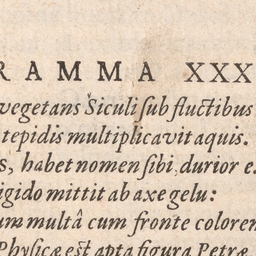 RAMMA XXX
vegetans Siculi sub fluctibus
tepidis multiplicavit aquis.
s, habet nomen sibi, durior e
igido mittit ab axe gelu:
um multâ cum fronte colorem
Physicæ est apta figura Petræ